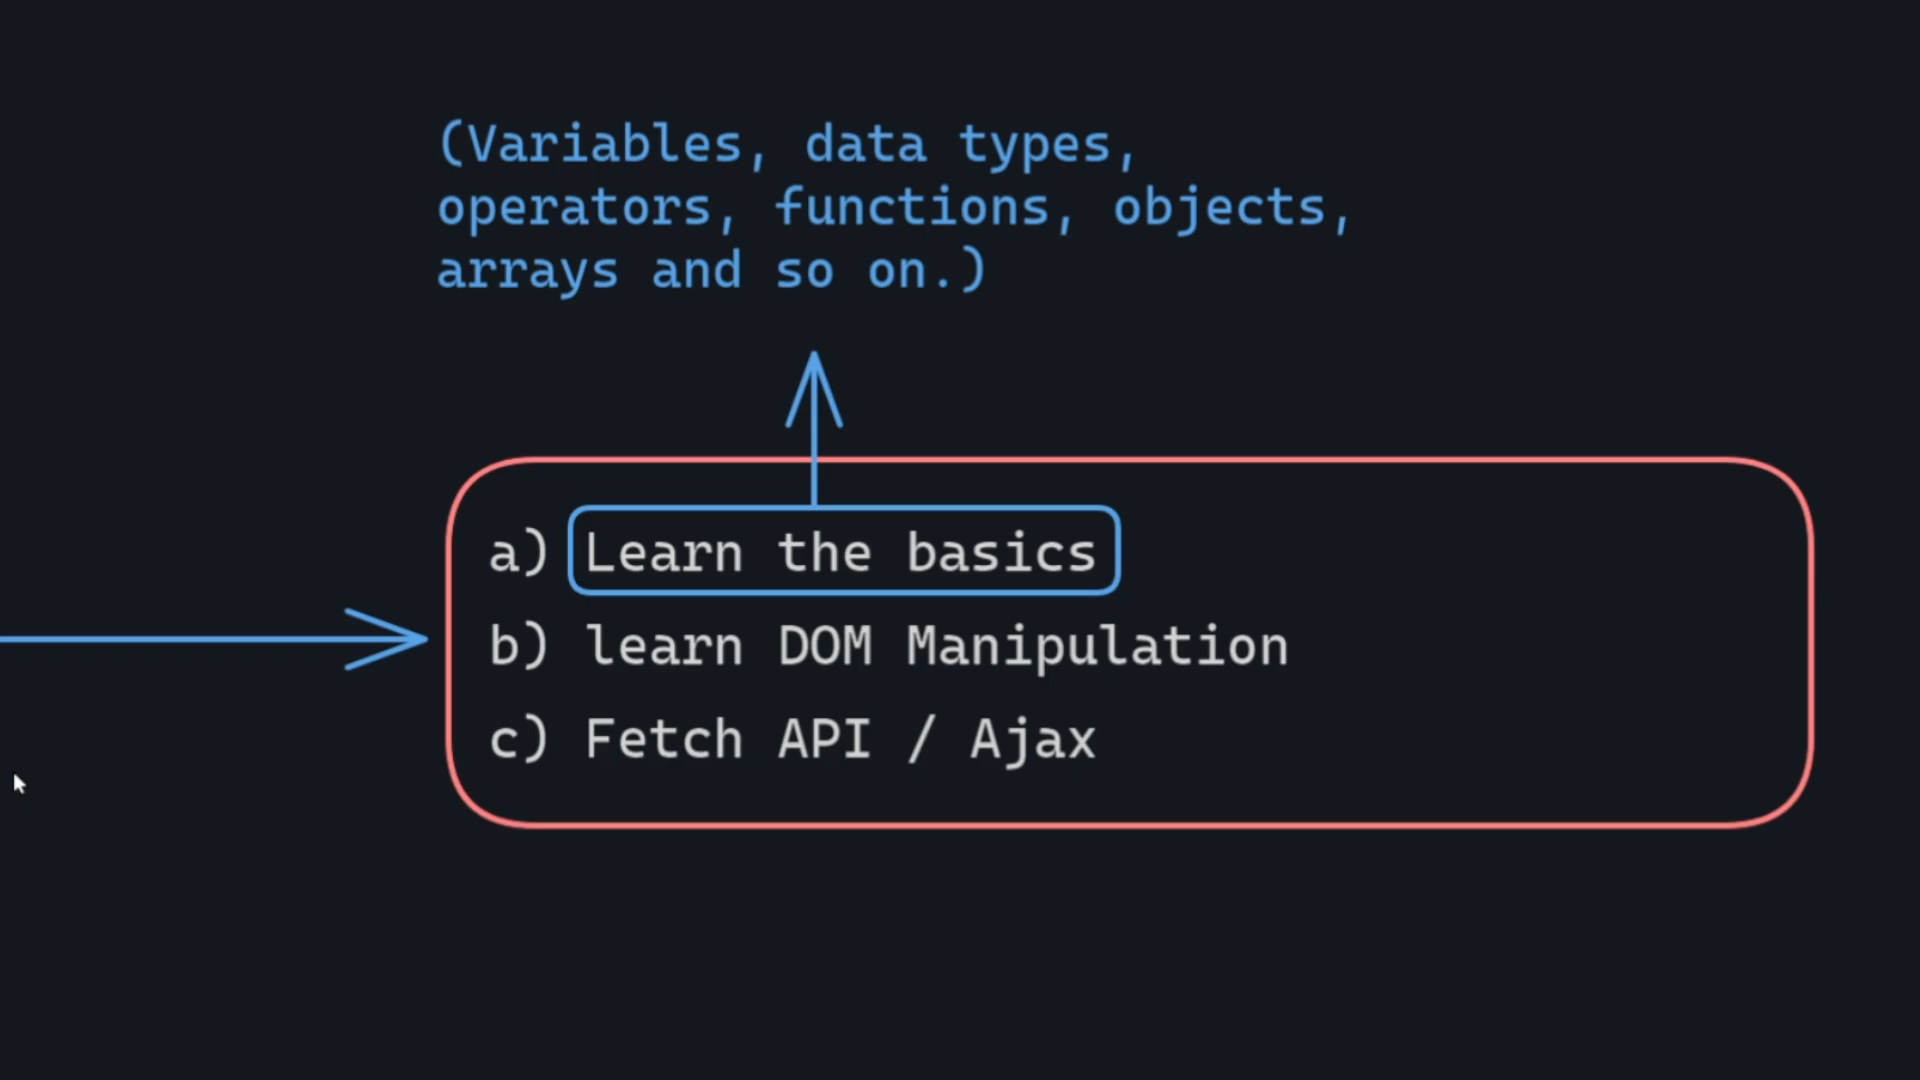 (Variables, data types,
operators, functions, objects,
arrays and so on.)
a) Learn the basics
b) learn DOM Manipulation
c) Fetch API / Ajax